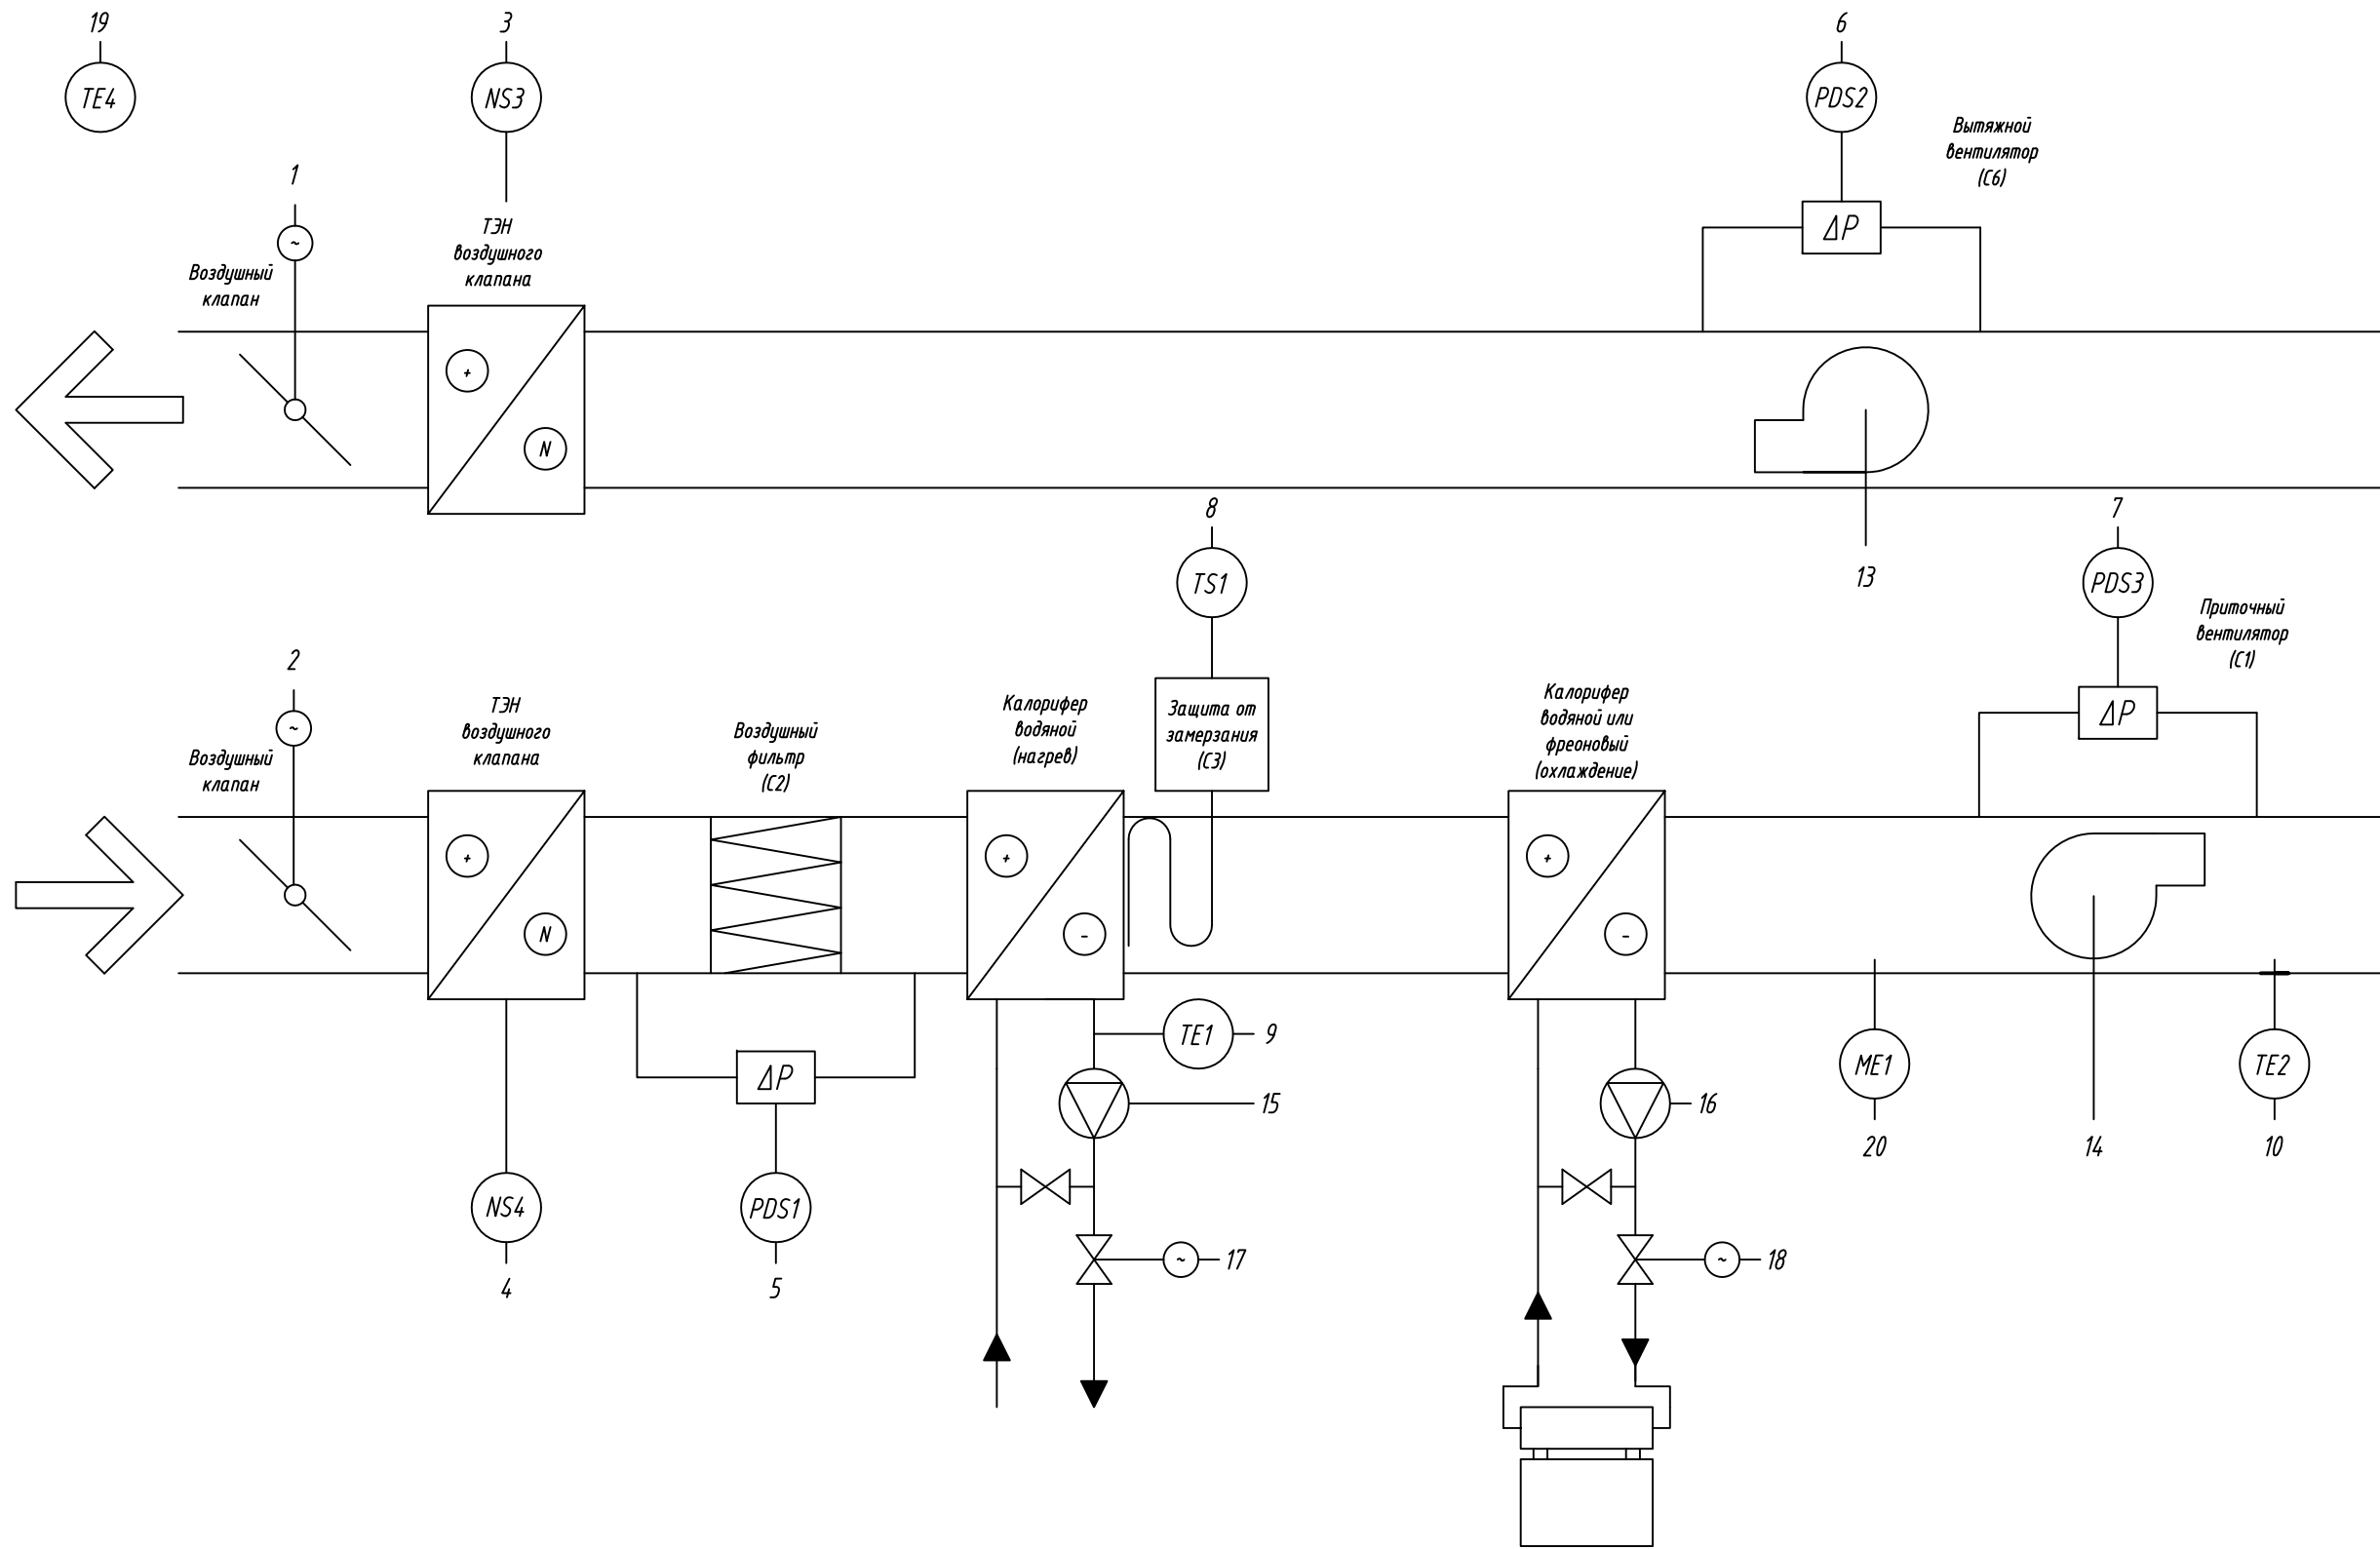 19
3
6
TE4
NS3
PDS2
Вытяжной
вентилятор
(С6)
1
ТЭН
воздушного
клапана
ΔP
~
Воздушный
клапан
+
N
8
7
13
TS1
PDS3
Приточный
вентилятор
(С1)
2
~
Воздушный
клапан
ТЭН
воздушного
клапана
Воздушный
фильтр
(С2)
Калорифер
водяной
(нагрев)
Защита от
замерзания
(С3)
Калорифер
водяной или
фреоновый
(охлаждение)
ΔP
+
N
+
-
+
-
TE1
9
ME1
TE2
ΔP
15
16
20
14
10
NS4
PDS1
~
17
~
18
4
5